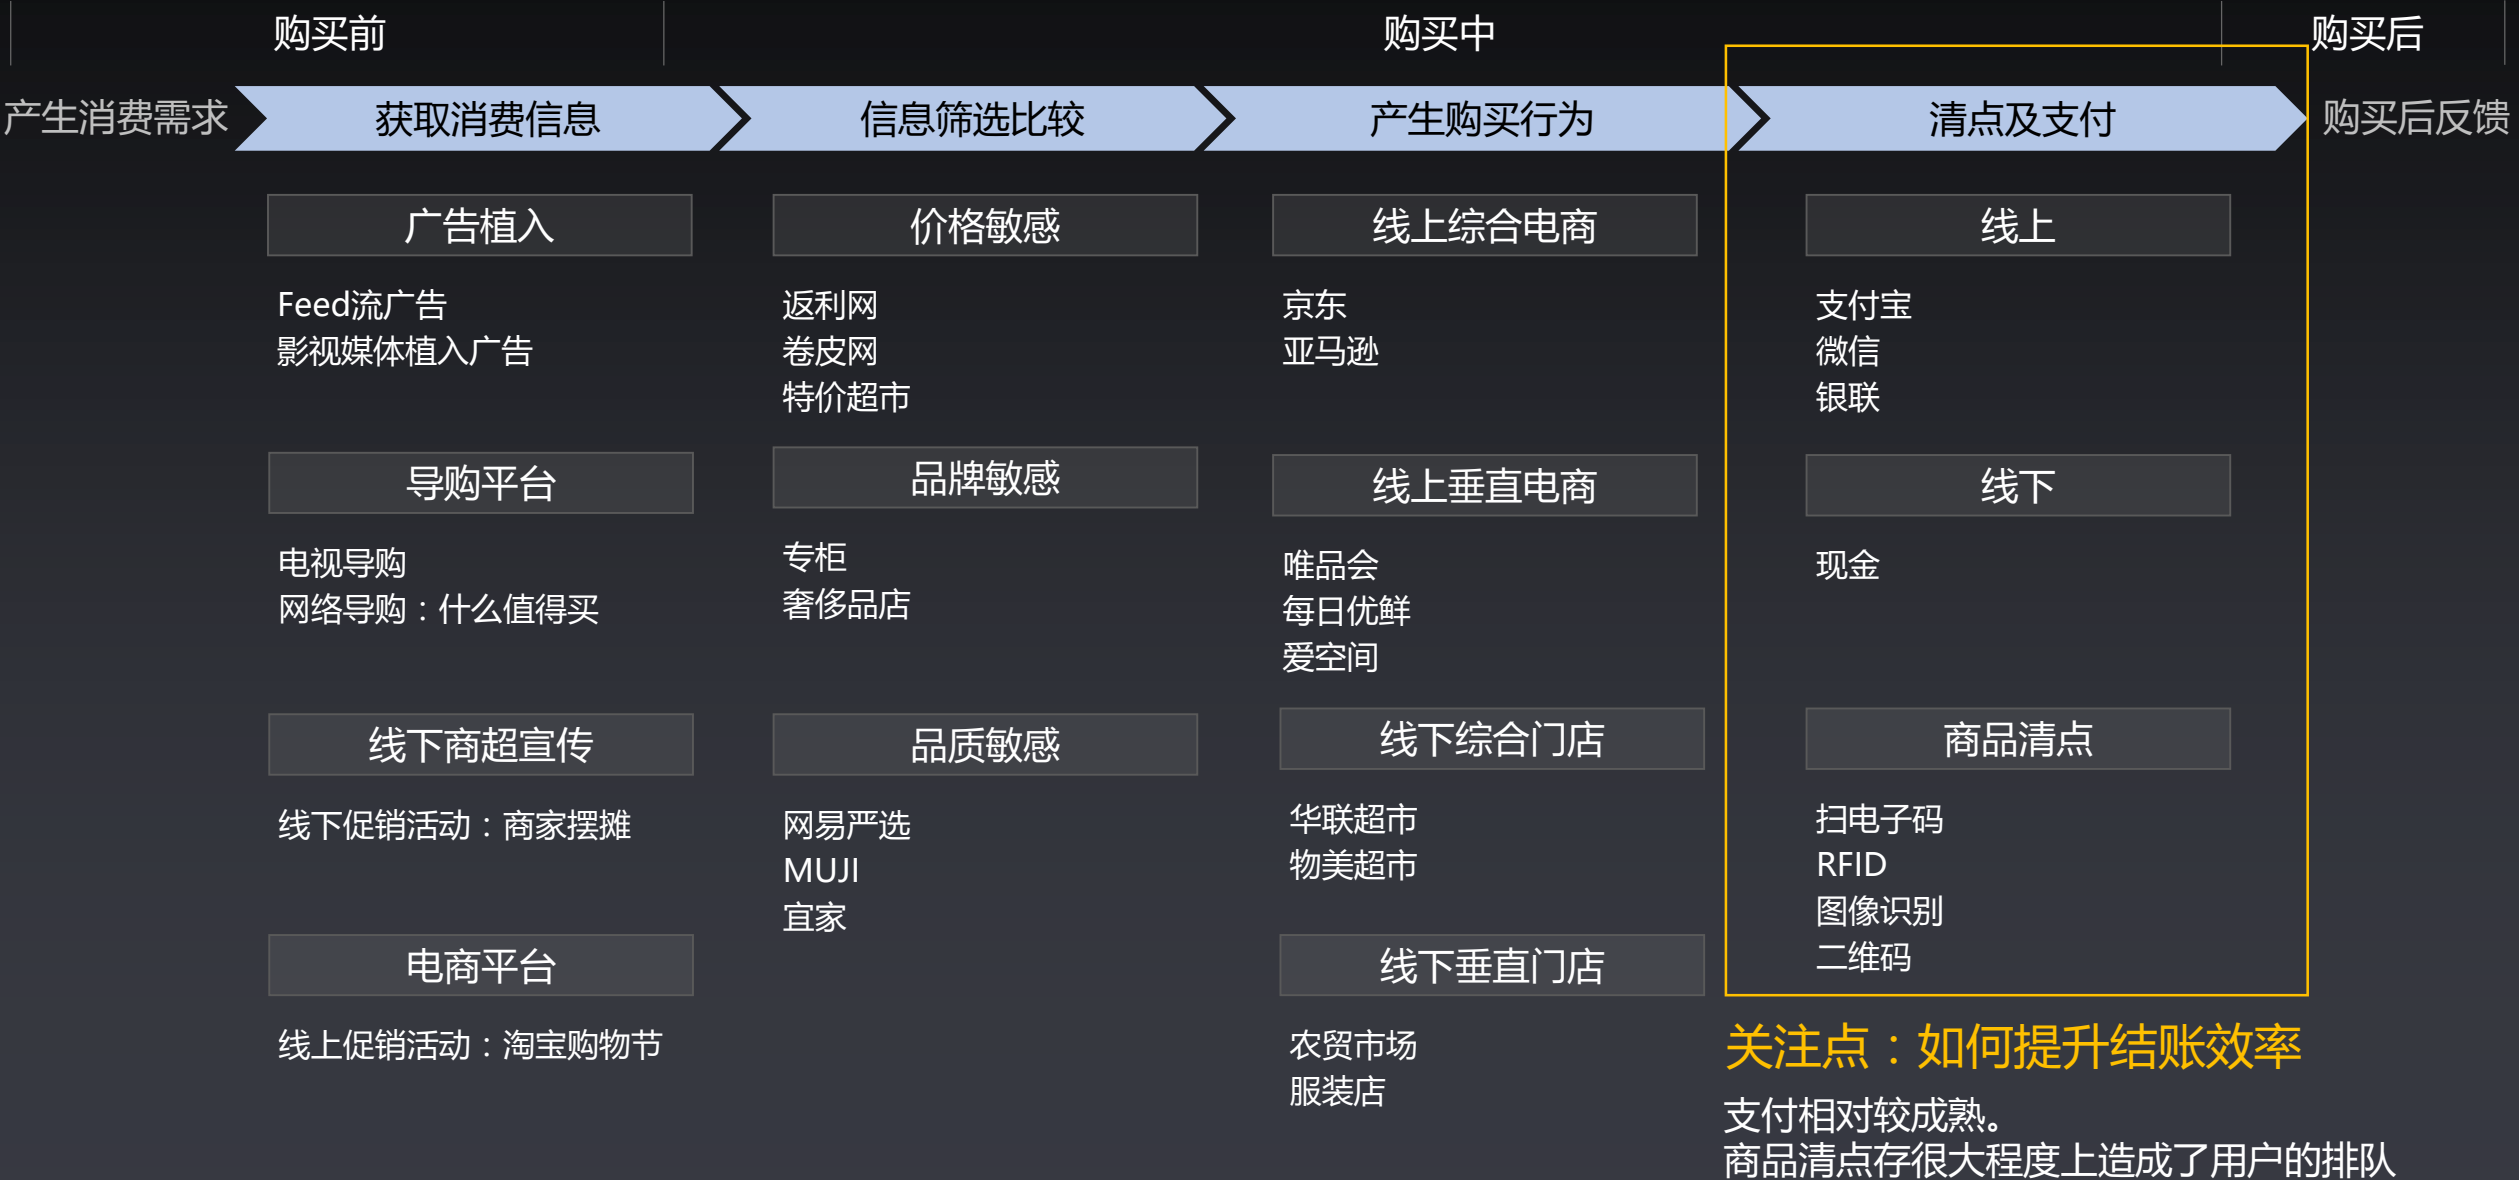 购买前
购买中
购买后
产生消费需求
获取消费信息
信息筛选比较
产生购买行为
清点及支付
购买后反馈
广告植入
Feed流广告
影视媒体植入广告
导购平台
电视导购
网络导购：什么值得买
线下商超宣传
线下促销活动：商家摆摊
电商平台
线上促销活动：淘宝购物节
价格敏感
返利网
卷皮网
特价超市
品牌敏感
专柜
奢侈品店
品质敏感
网易严选
MUJI
宜家
线上综合电商
京东
亚马逊
线上垂直电商
唯品会
每日优鲜
爱空间
线下综合门店
华联超市
物美超市
线下垂直门店
农贸市场
服装店
线上
支付宝
微信
银联
线下
现金
商品清点
扫电子码
RFID
图像识别
二维码
关注点：如何提升结账效率
支付相对较成熟。
商品清点存很大程度上造成了用户的排队